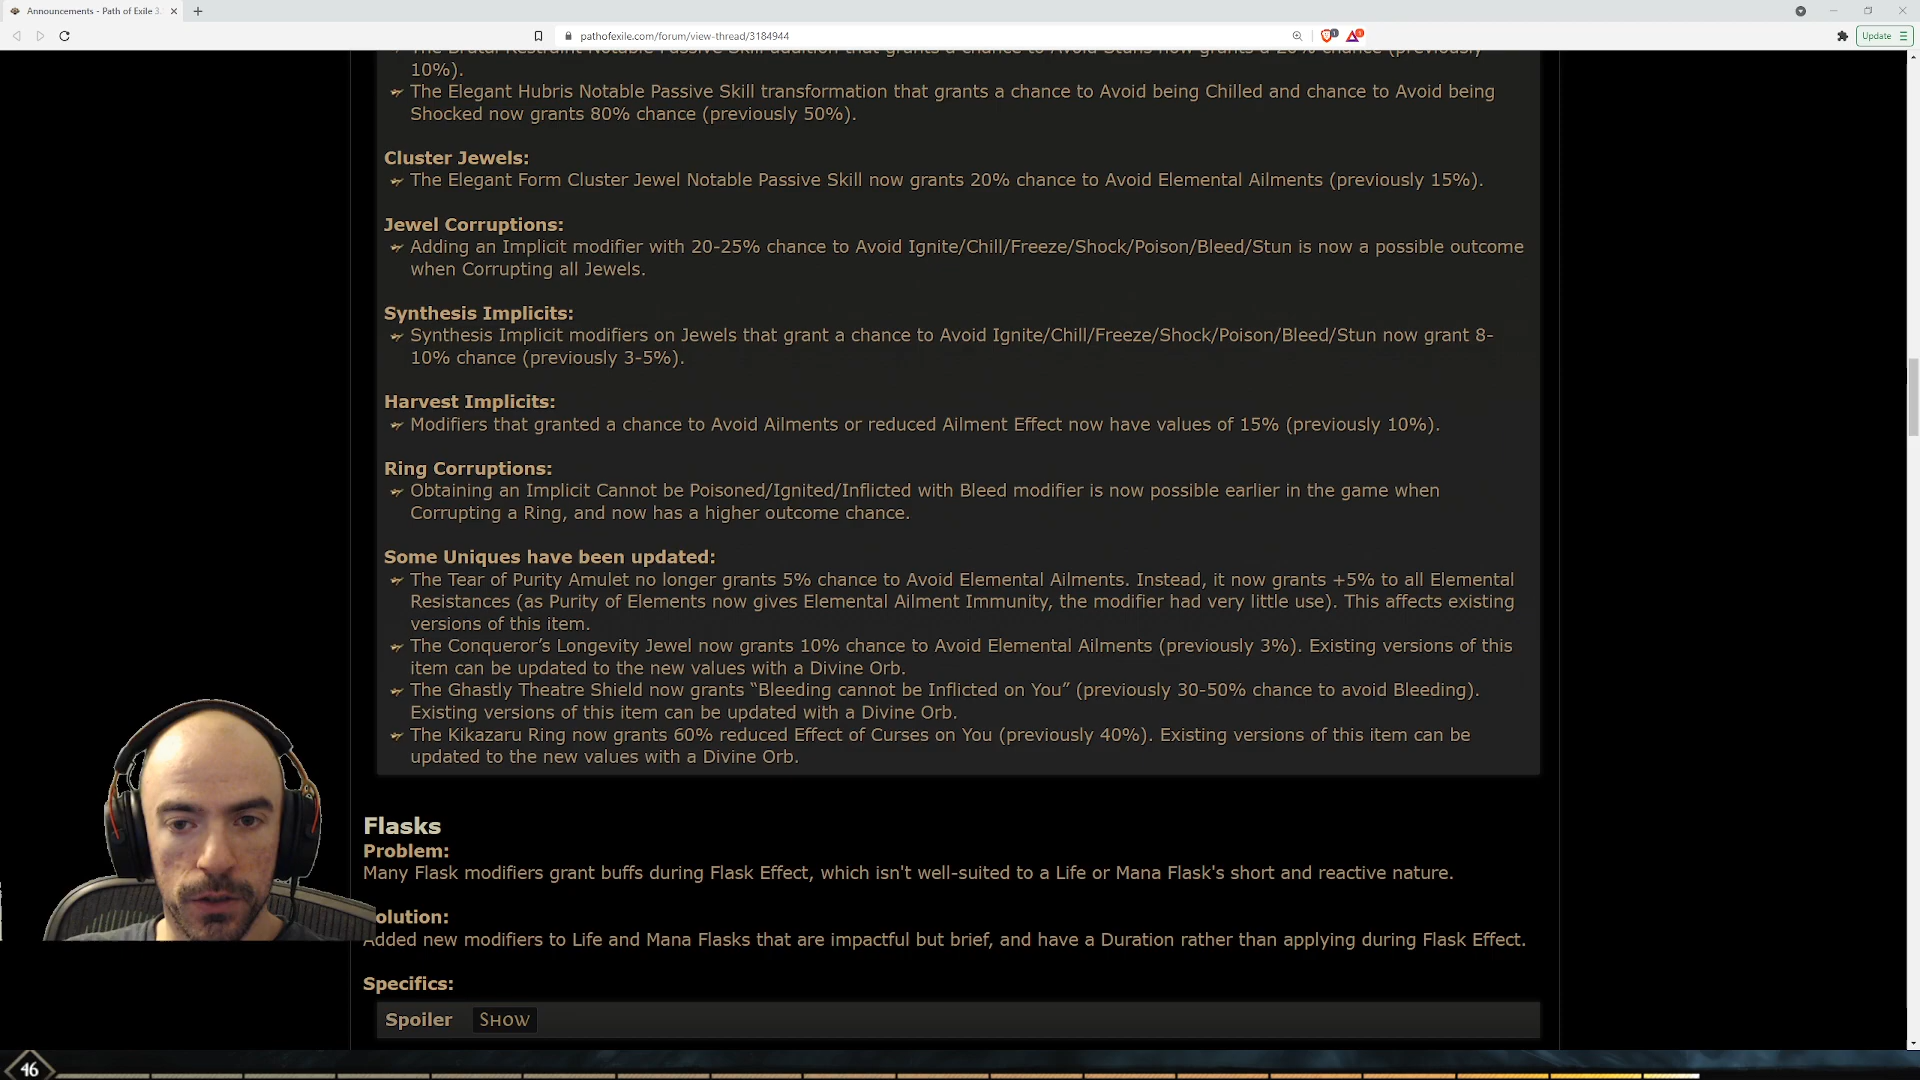 Announcements - Path of Exile 3.
pathofexile.com/forum/view-thread/3184944
Update
The Brutal Restraint Notable Passive Skill addition that grants a chance to Avoid Stuns now grants a 20% chance (previously
10%).
The Elegant Hubris Notable Passive Skill transformation that grants a chance to Avoid being Chilled and chance to Avoid being
Shocked now grants 80% chance (previously 50%).
Cluster Jewels:
The Elegant Form Cluster Jewel Notable Passive Skill now grants 20% chance to Avoid Elemental Ailments (previously 15%).
Jewel Corruptions:
Adding an Implicit modifier with 20-25% chance to Avoid Ignite/Chill/Freeze/Shock/Poison/Bleed/Stun is now a possible outcome
when Corrupting all Jewels.
Synthesis Implicits:
Synthesis Implicit modifiers on Jewels that grant a chance to Avoid Ignite/Chill/Freeze/Shock/Poison/Bleed/Stun now grant 8-
10% chance (previously 3-5%).
Harvest Implicits:
Modifiers that granted a chance to Avoid Ailments or reduced Ailment Effect now have values of 15% (previously 10%).
Ring Corruptions:
Obtaining an Implicit Cannot be Poisoned/Ignited/Inflicted with Bleed modifier is now possible earlier in the game when
Corrupting a Ring, and now has a higher outcome chance.
Some Uniques have been updated:
The Tear of Purity Amulet no longer grants 5% chance to Avoid Elemental Ailments. Instead, it now grants +5% to all Elemental
Resistances (as Purity of Elements now gives Elemental Ailment Immunity, the modifier had very little use). This affects existing
versions of this item.
The Conqueror’s Longevity Jewel now grants 10% chance to Avoid Elemental Ailments (previously 3%). Existing versions of this
item can be updated to the new values with a Divine Orb.
The Ghastly Theatre Shield now grants “Bleeding cannot be Inflicted on You” (previously 30-50% chance to avoid Bleeding).
Existing versions of this item can be updated with a Divine Orb.
The Kikazaru Ring now grants 60% reduced Effect of Curses on You (previously 40%). Existing versions of this item can be
updated to the new values with a Divine Orb.
Flasks
Problem:
Many Flask modifiers grant buffs during Flask Effect, which isn't well-suited to a Life or Mana Flask's short and reactive nature.
olution:
Added new modifiers to Life and Mana Flasks that are impactful but brief, and have a Duration rather than applying during Flask Effect.
Specifics:
Spoiler SHOW
46